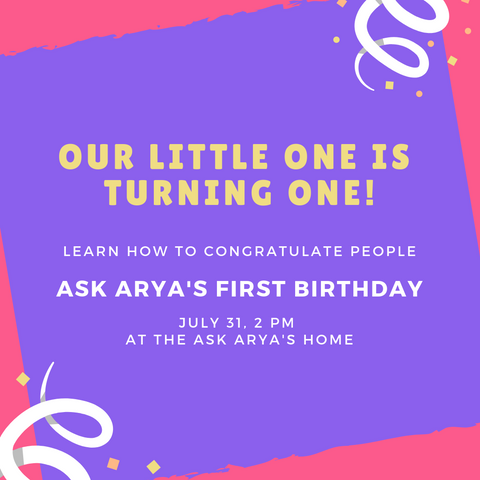 OUR LITTLE ONE IS
TURNING ONE!
LEARN HOW TO CONGRATULATE PEOPLE
ASK ARYA'S FIRST BIRTHDAY
JULY 31, 2 PM
AT THE ASK ARYA'S HOME